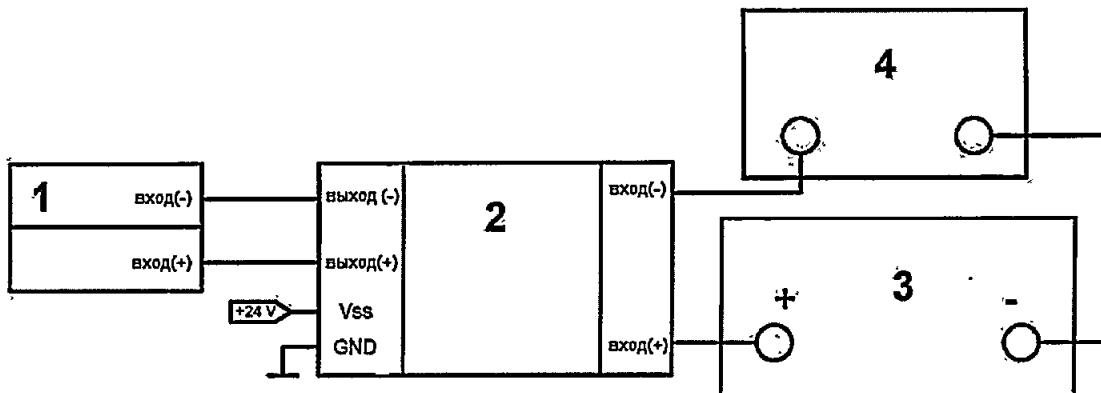 1
вход(-)
вход(+)
выход (-)
выход(+)
+24 V
Vss
GND
2
вход(-)
вход(+)
4
3
+
-